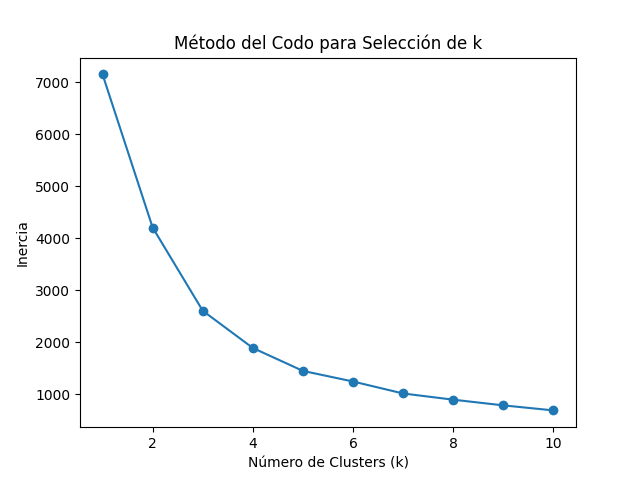 Método del Codo para Selección de k
7000
6000
5000
4000
3000
2000
1000
Inercia
2 4 6 8 10
Número de Clusters (k)